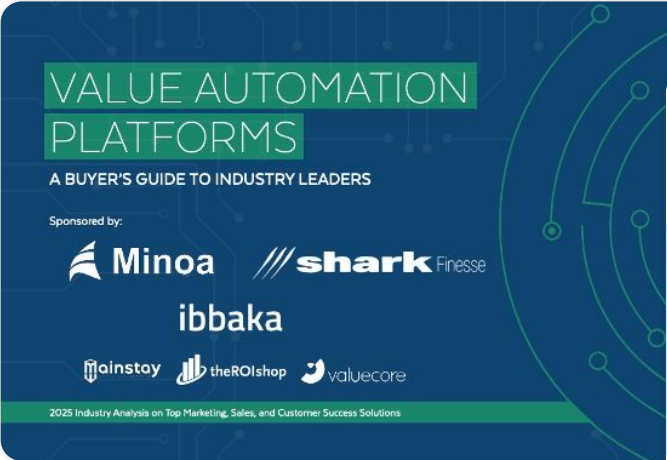 VALUE AUTOMATION
PLATFORMS
A BUYER'S GUIDE TO INDUSTRY LEADERS
Sponsored by:
Minoa
shark Finesse
ibbaka
mainstay
theROIshop
valuecore
2025 Industry Analysis on Top Marketing, Sales, and Customer Success Solutions